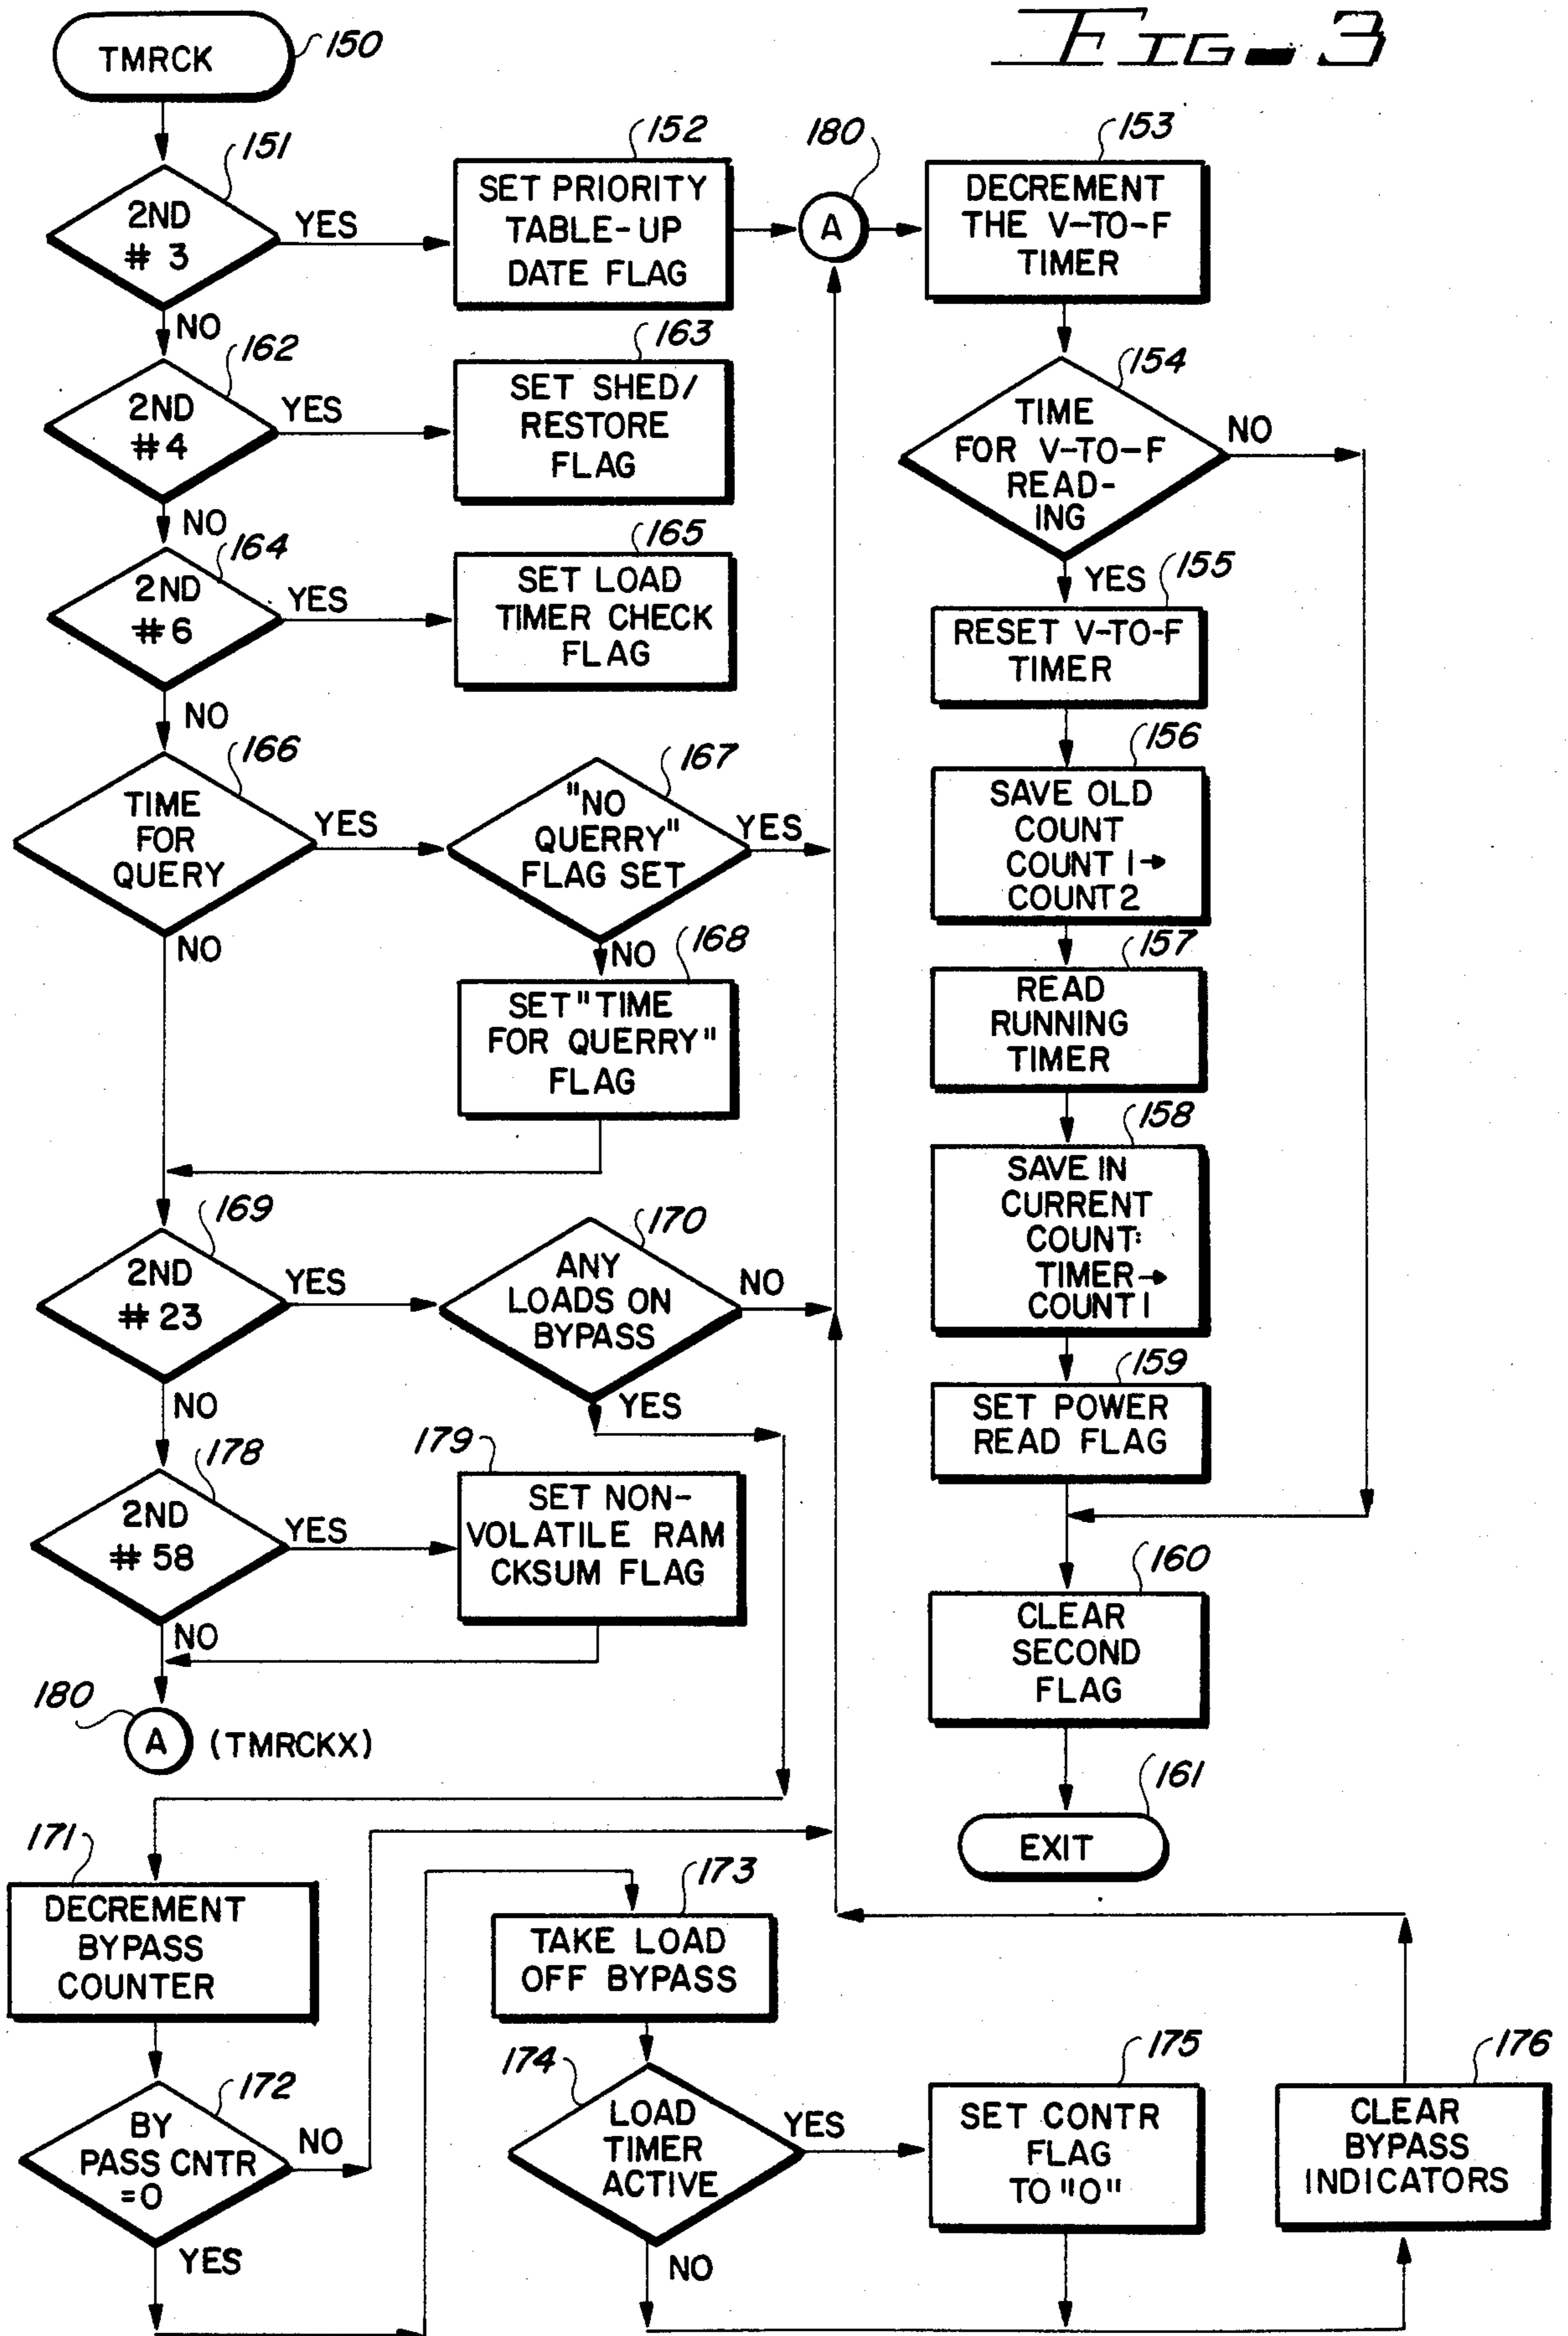 FIG-3
TMRCK
150
151
2ND
# 3
YES
NO
152
SET PRIORITY
TABLE-UP
DATE FLAG
180
A
153
DECREMENT
THE V-TO-F
TIMER
162
2ND
#4
YES
NO
163
SET SHED/
RESTORE
FLAG
154
TIME
FOR V-TO-F
READ-
ING
NO
YES
164
2ND
#6
YES
NO
165
SET LOAD
TIMER CHECK
FLAG
155
RESET V-TO-F
TIMER
166
TIME
FOR
QUERY
YES
NO
167
"NO
QUERRY"
FLAG SET
YES
NO
156
SAVE OLD
COUNT
COUNT 1→
COUNT 2
168
SET "TIME
FOR QUERRY"
FLAG
157
READ
RUNNING
TIMER
158
SAVE IN
CURRENT
COUNT:
TIMER→
COUNT 1
169
2ND
# 23
YES
NO
170
ANY
LOADS ON
BYPASS
NO
YES
159
SET POWER
READ FLAG
178
2ND
# 58
YES
NO
179
SET NON-
VOLATILE RAM
CKSUM FLAG
160
CLEAR
SECOND
FLAG
180
A
(TMRCKX)
161
EXIT
171
DECREMENT
BYPASS
COUNTER
173
TAKE LOAD
OFF BYPASS
172
BY
PASS CNTR
=0
NO
YES
174
LOAD
TIMER
ACTIVE
YES
NO
175
SET CONTR
FLAG
TO "0"
176
CLEAR
BYPASS
INDICATORS